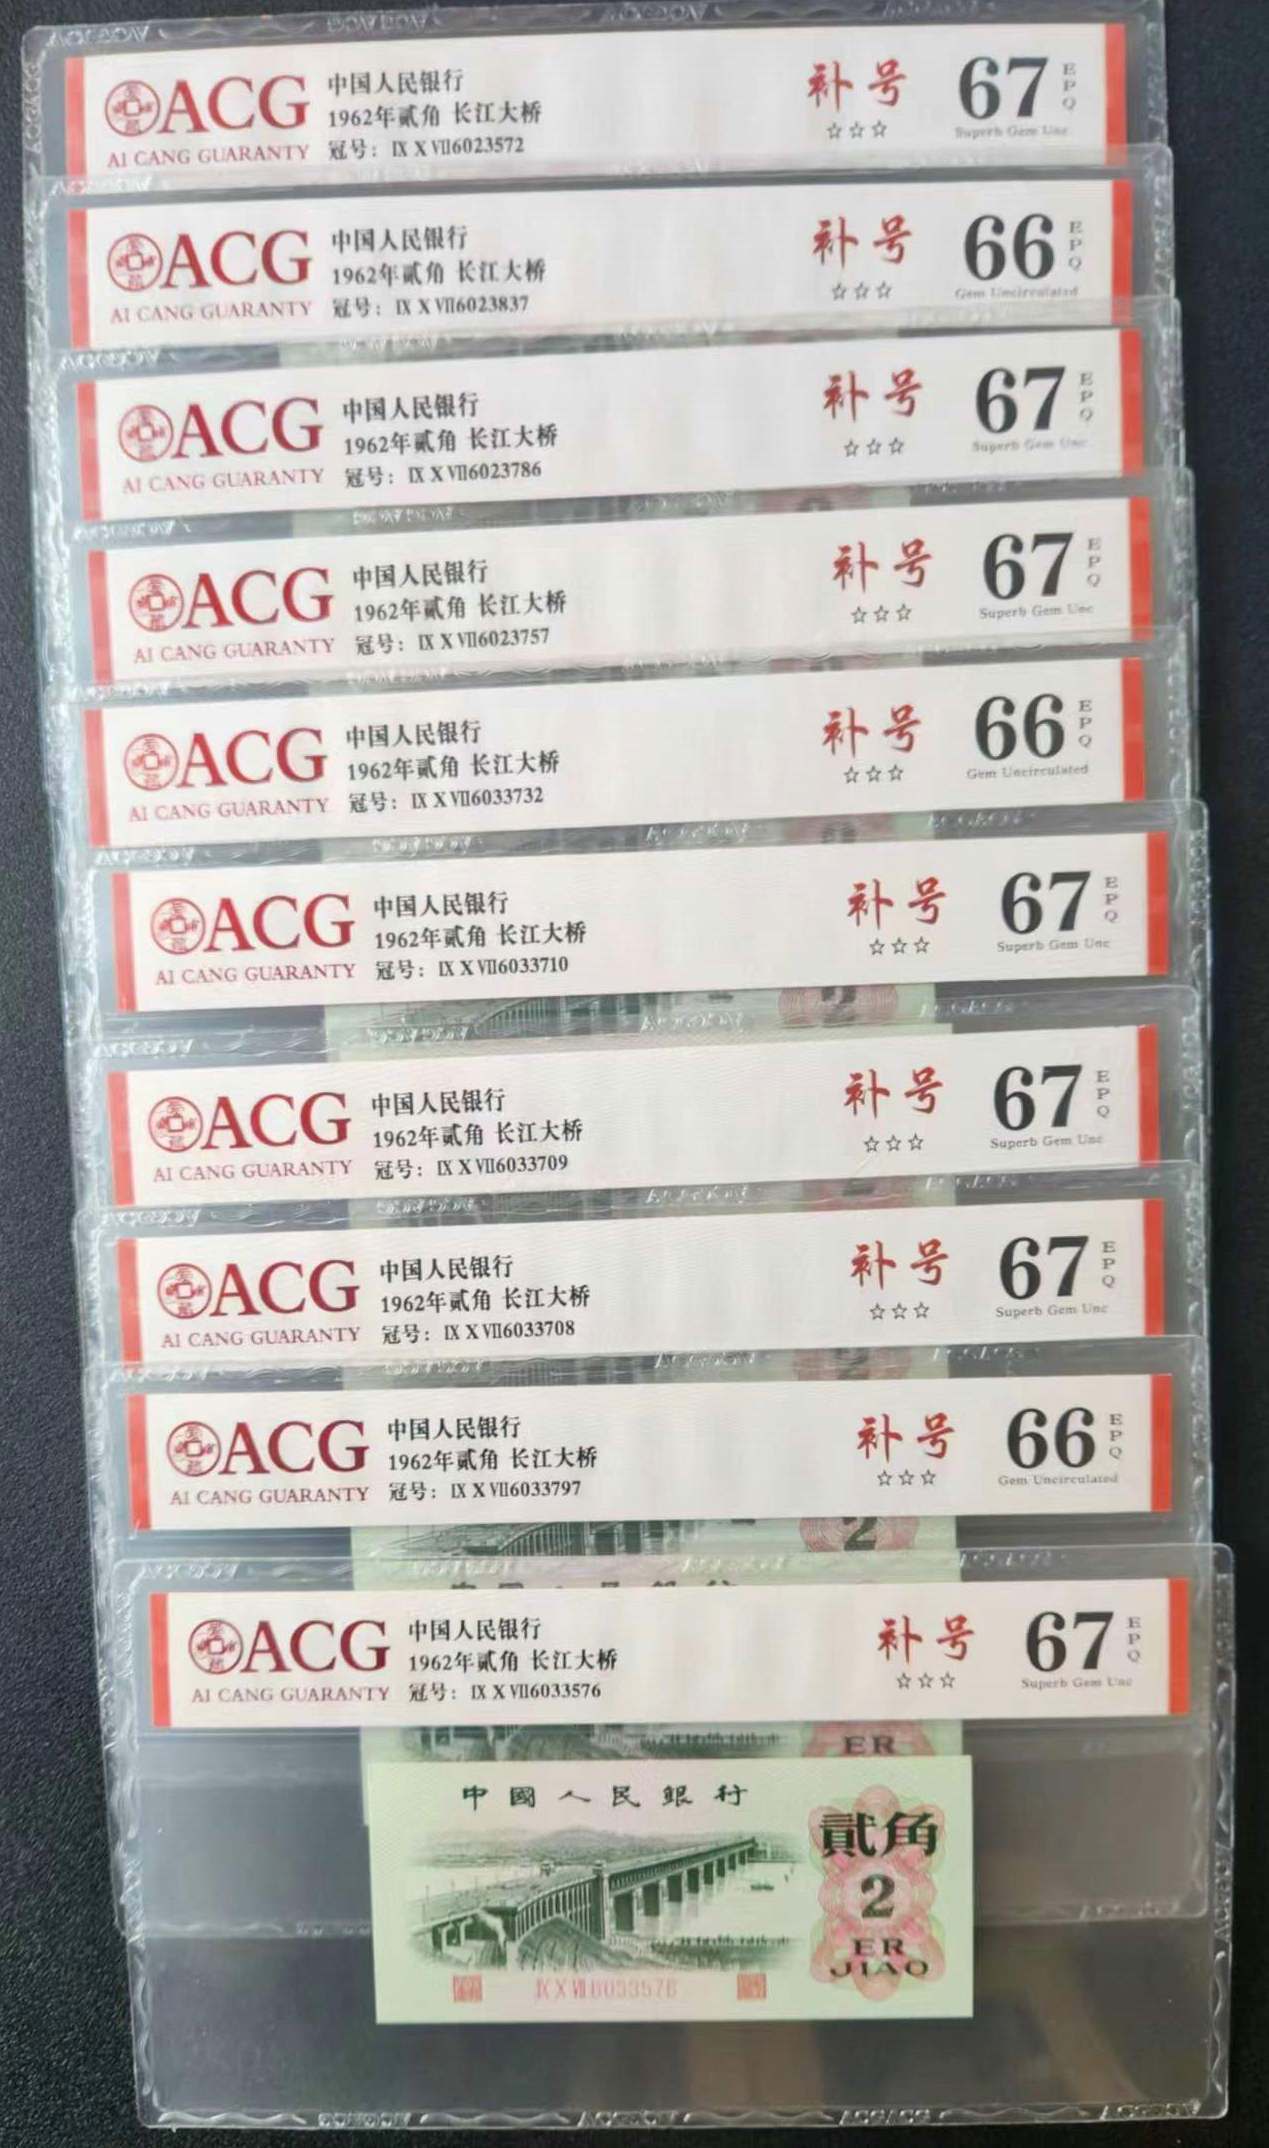 ACG
AI CANG GUARANTY
中国人民银行
1962年贰角 长江大桥
冠号: IX X VII6023572
补号
☆☆☆
67 EPQ
Superb Gem Unc
ACG
AI CANG GUARANTY
中国人民银行
1962年贰角 长江大桥
冠号: IX X VII6023837
补号
☆☆☆
66 EPQ
Gem Uncirculated
ACG
AI CANG GUARANTY
中国人民银行
1962年贰角 长江大桥
冠号: IX X VII6023786
补号
☆☆☆
67 EPQ
Superb Gem Unc
ACG
AI CANG GUARANTY
中国人民银行
1962年贰角 长江大桥
冠号: IX X VII6023757
补号
☆☆☆
67 EPQ
Superb Gem Unc
ACG
AI CANG GUARANTY
中国人民银行
1962年贰角 长江大桥
冠号: IX X VII6033732
补号
☆☆☆
66 EPQ
Gem Uncirculated
ACG
AI CANG GUARANTY
中国人民银行
1962年贰角 长江大桥
冠号: IX X VII6033710
补号
☆☆☆
67 EPQ
Superb Gem Unc
2
ACG
AI CANG GUARANTY
中国人民银行
1962年贰角 长江大桥
冠号: IX X VII6033709
补号
☆☆☆
67 EPQ
Superb Gem Unc
ACG
AI CANG GUARANTY
中国人民银行
1962年贰角 长江大桥
冠号: IX X VII6033708
补号
☆☆☆
67 EPQ
Superb Gem Unc
2
ACG
AI CANG GUARANTY
中国人民银行
1962年贰角 长江大桥
冠号: IX X VII6033797
补号
☆☆☆
66 EPQ
Gem Uncirculated
2
ACG
AI CANG GUARANTY
中国人民银行
1962年贰角 长江大桥
冠号: IX X VII6033576
补号
☆☆☆
67 EPQ
Superb Gem Unc
ER
中國人民銀行
貳角
2
ER
JIAO
IX X VII 6033576